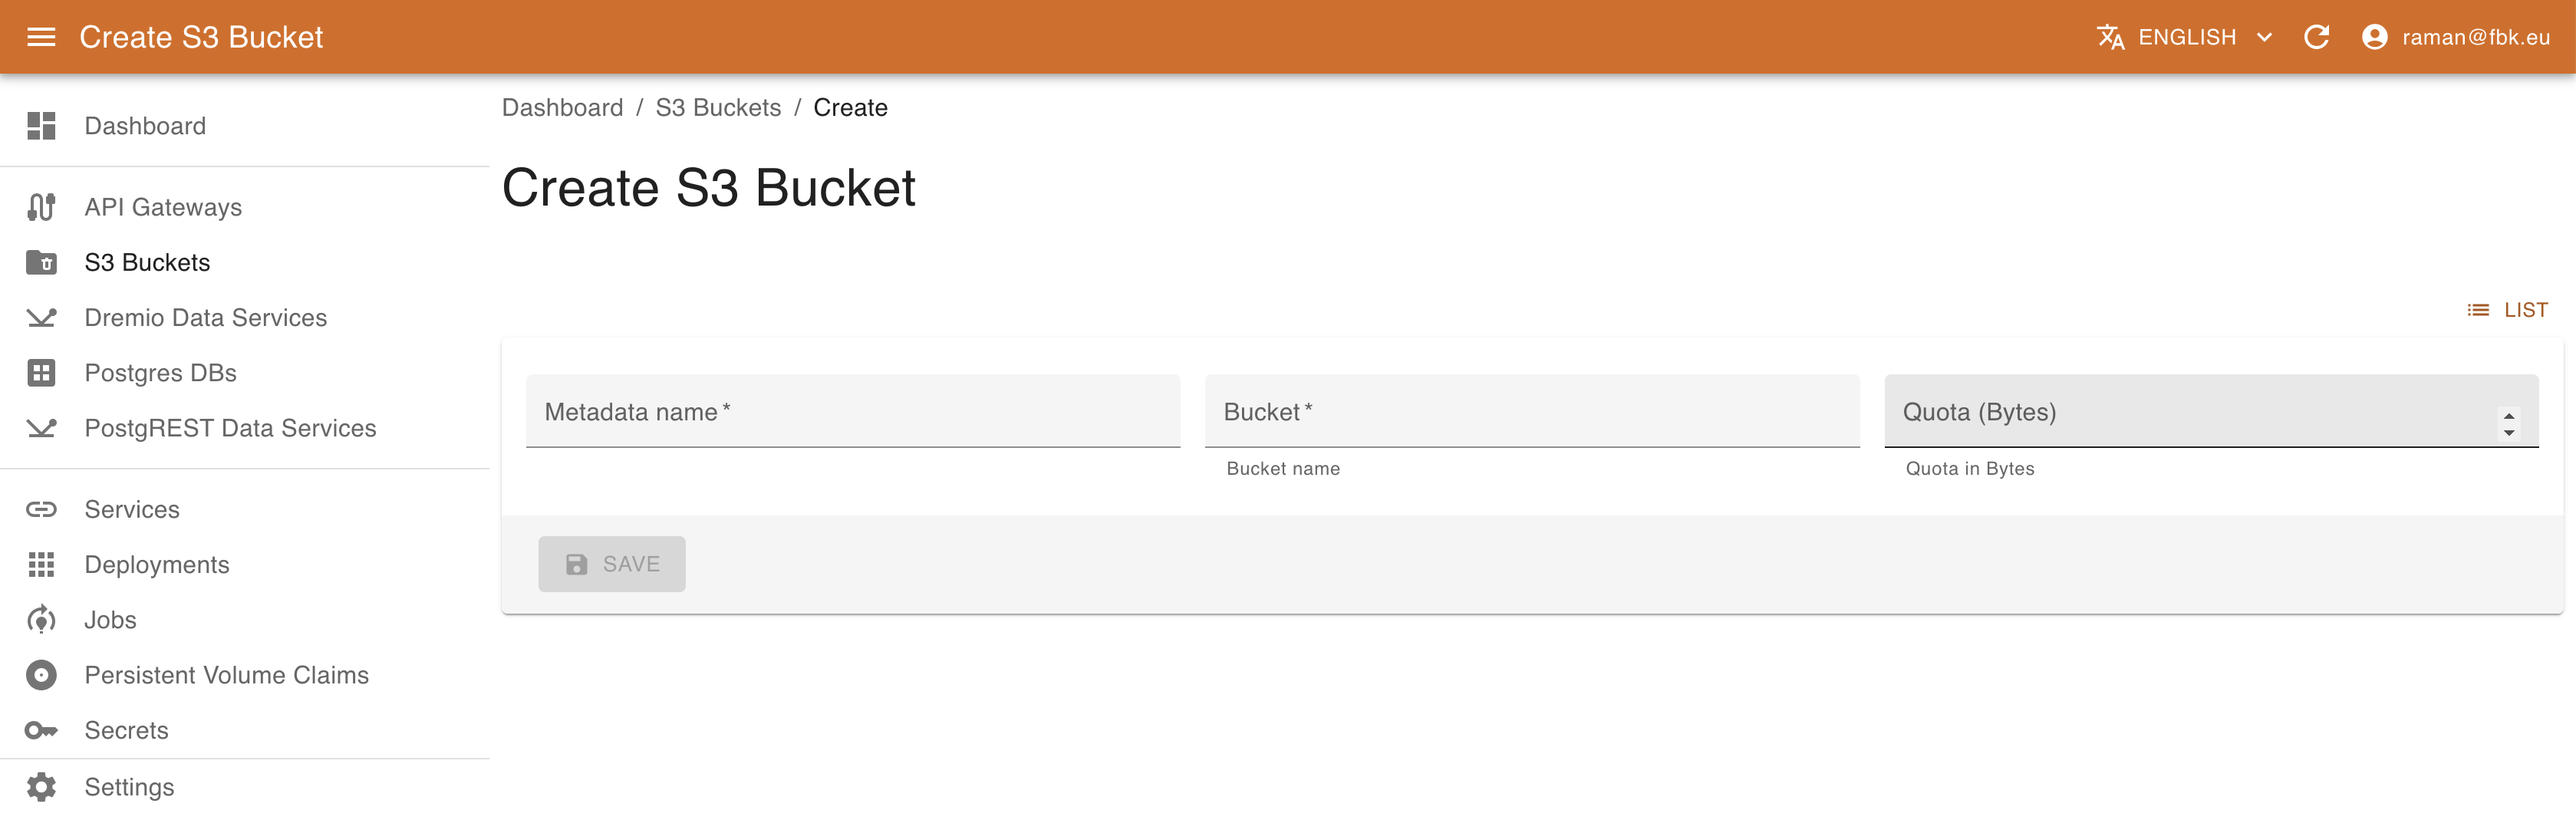 Create S3 Bucket
ENGLISH
raman@fbk.eu
Dashboard
API Gateways
S3 Buckets
Dremio Data Services
Postgres DBs
PostgREST Data Services
Services
Deployments
Jobs
Persistent Volume Claims
Secrets
Settings
Dashboard / S3 Buckets / Create
Create S3 Bucket
LIST
Metadata name *
Bucket *
Bucket name
Quota (Bytes)
Quota in Bytes
SAVE